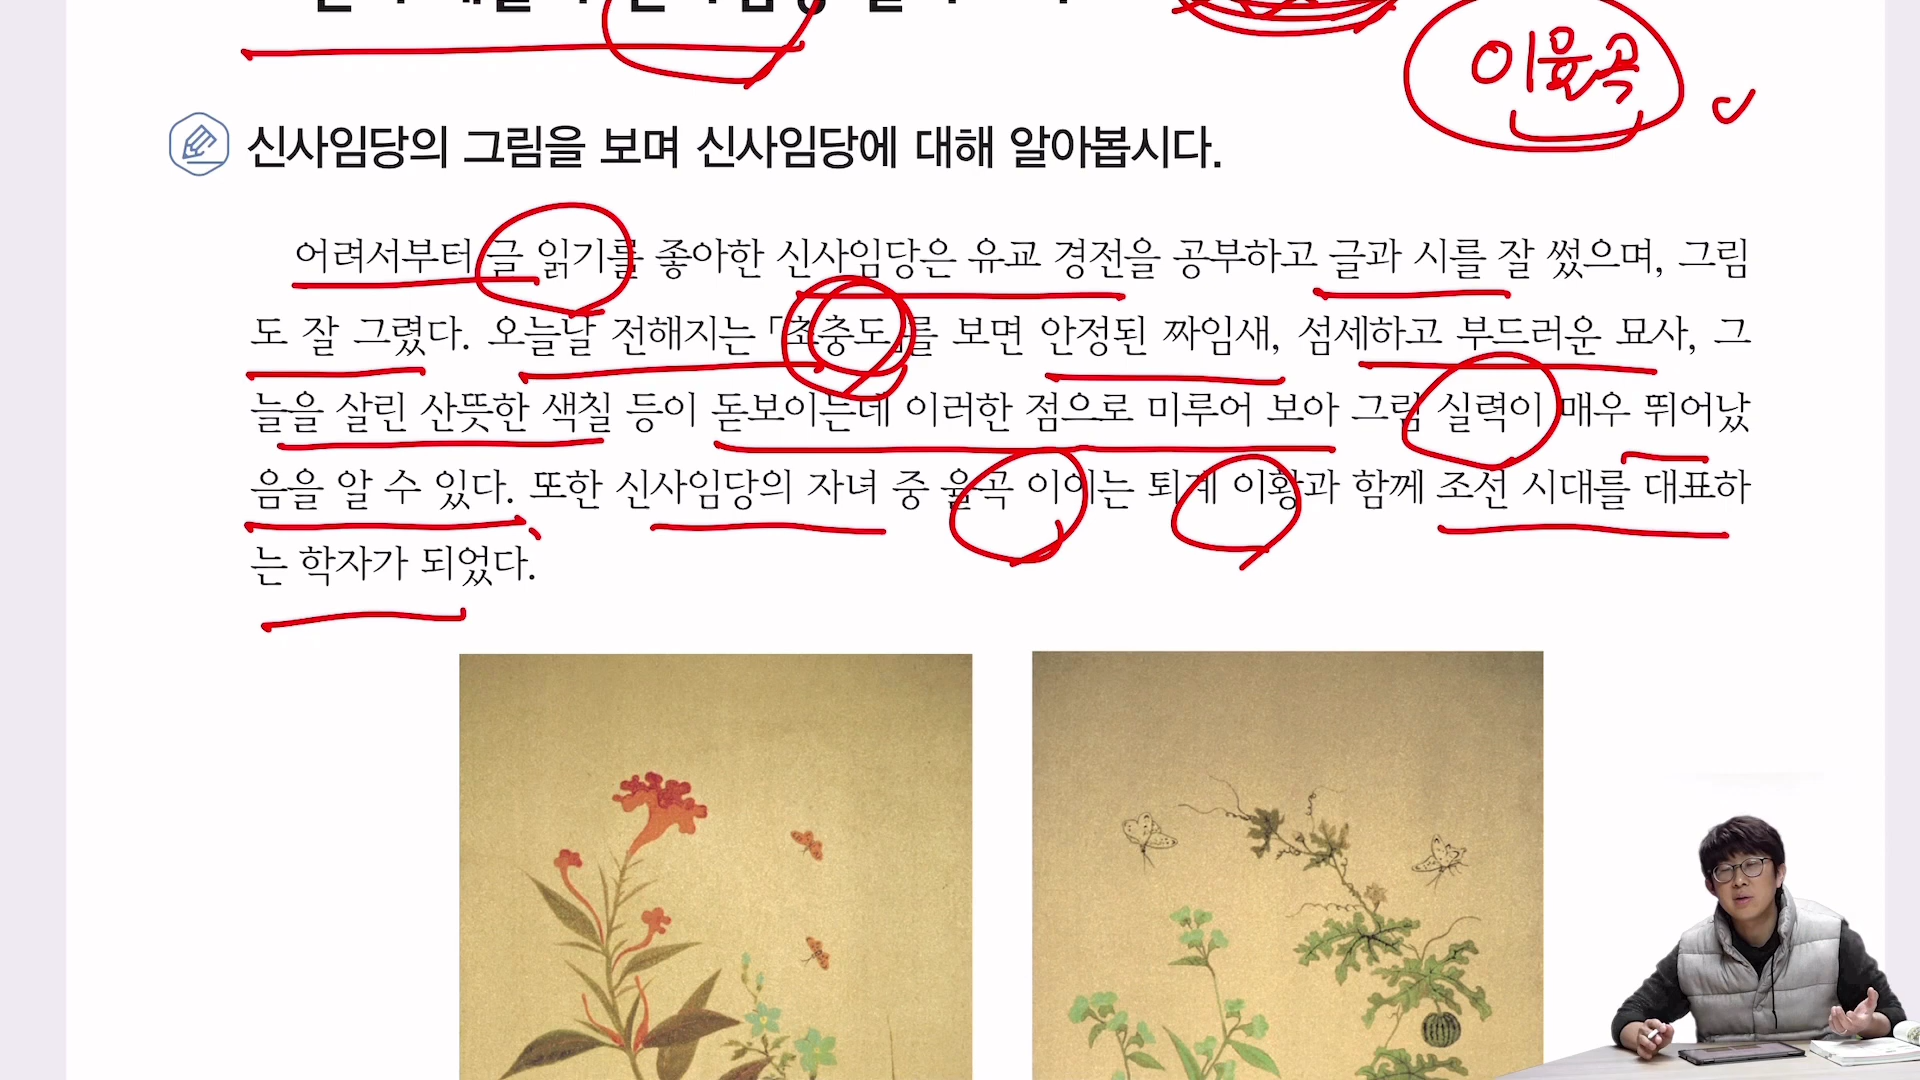 이율곡
신사임당의 그림을 보며 신사임당에 대해 알아봅시다.
어려서부터 글 읽기를 좋아한 신사임당은 유교 경전을 공부하고 글과 시를 잘 썼으며, 그림
도 잘 그렸다. 오늘날 전해지는 「초충도」를 보면 안정된 짜임새, 섬세하고 부드러운 묘사, 그
늘을 살린 산뜻한 색칠 등이 돋보이는데 이러한 점으로 미루어 보아 그림 실력이 매우 뛰어났
음을 알 수 있다. 또한 신사임당의 자녀 중 율곡 이이는 퇴계 이황과 함께 조선 시대를 대표하
는 학자가 되었다.